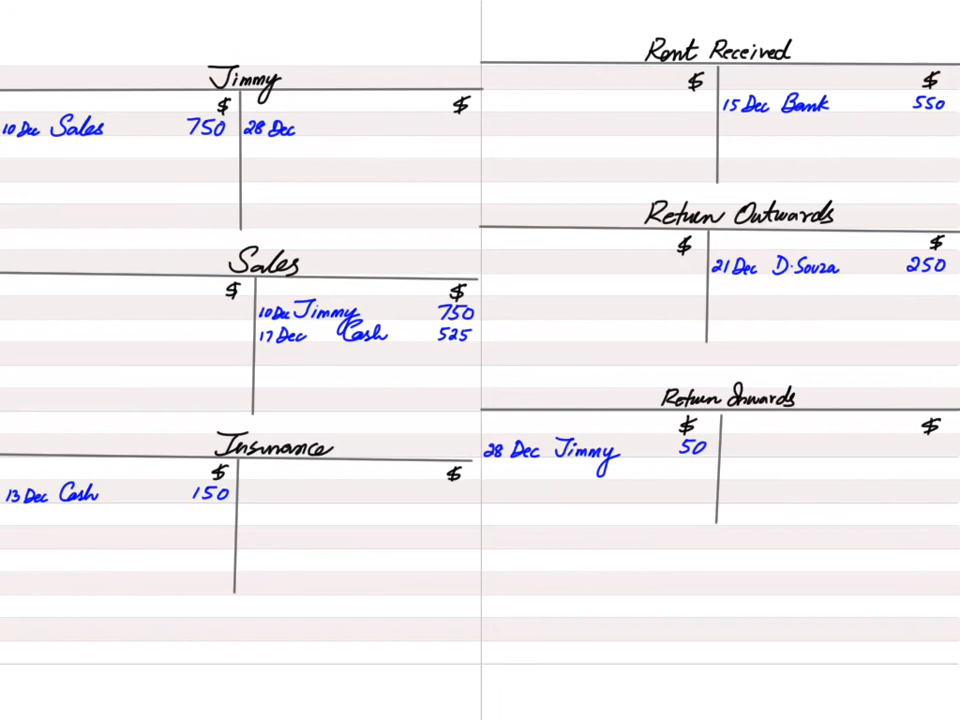 Jimmy
$ $
10 Dec Sales 750 28 Dec
Sales
$ $
10 Dec Jimmy 750
17 Dec Cash 525
Insurance
$ $
13 Dec Cash 150
Rent Received
$ $
15 Dec Bank 550
Return Outwards
$ $
21 Dec D. Souza 250
Return Inwards
$ $
28 Dec Jimmy 50